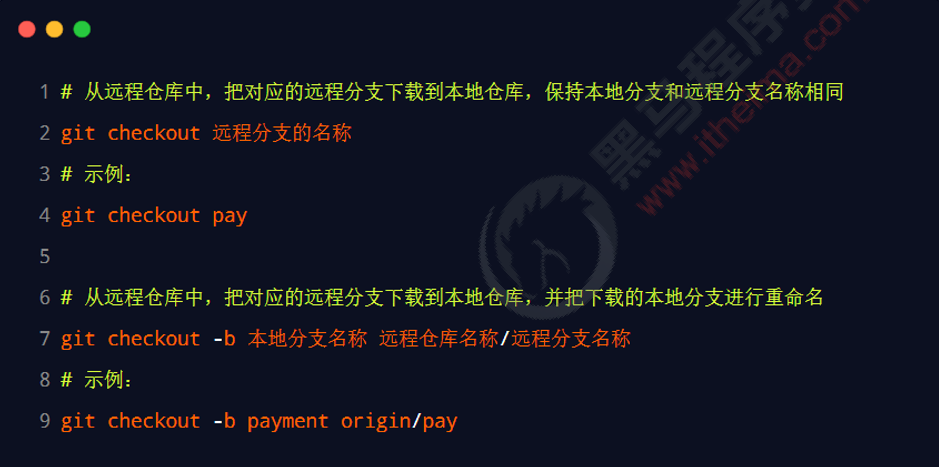 1 # 从远程仓库中，把对应的远程分支下载到本地仓库，保持本地分支和远程分支名称相同
2 git checkout 远程分支的名称
3 # 示例：
4 git checkout pay
5
6 # 从远程仓库中，把对应的远程分支下载到本地仓库，并把下载的本地分支进行重命名
7 git checkout -b 本地分支名称 远程仓库名称/远程分支名称
8 # 示例：
9 git checkout -b payment origin/pay
黑马程序
www.itheima.com